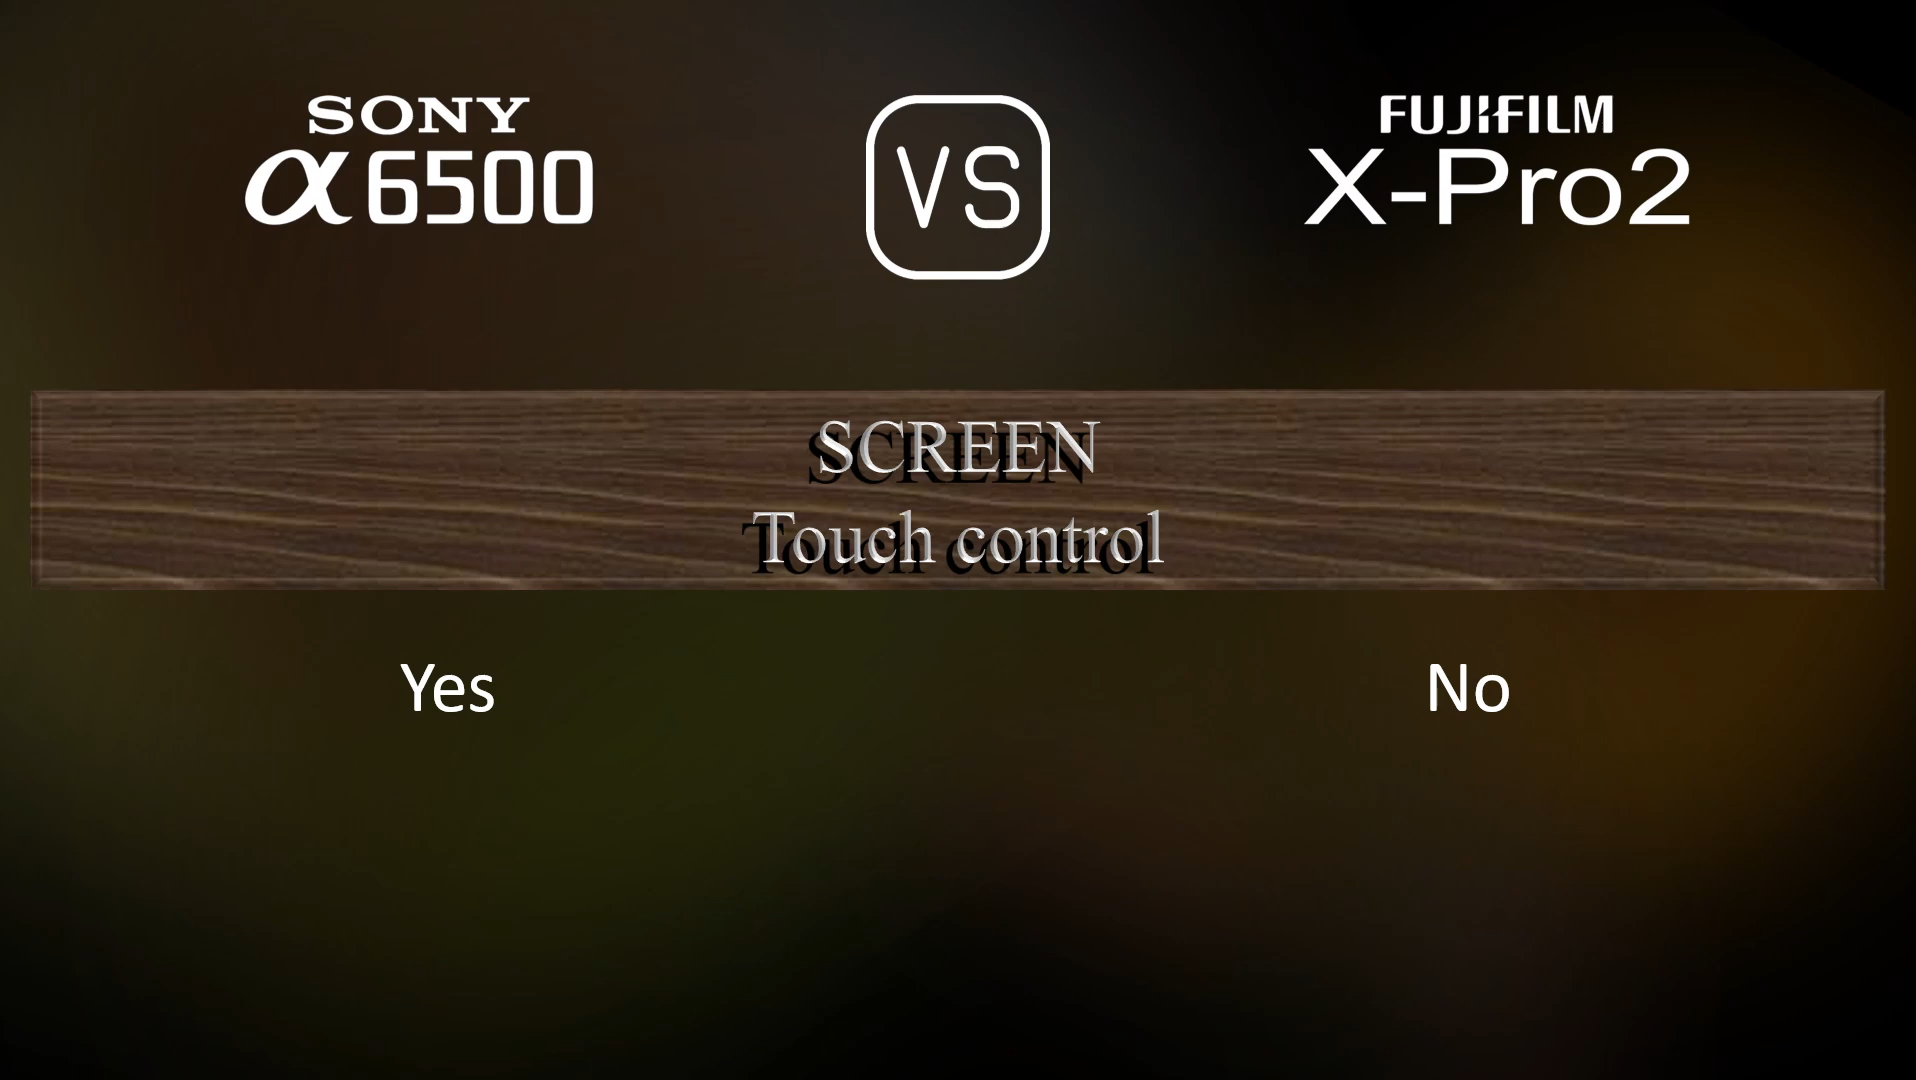 SONY
α6500
VS
FUJIFILM
X-Pro2
SCREEN
Touch control
Yes
No